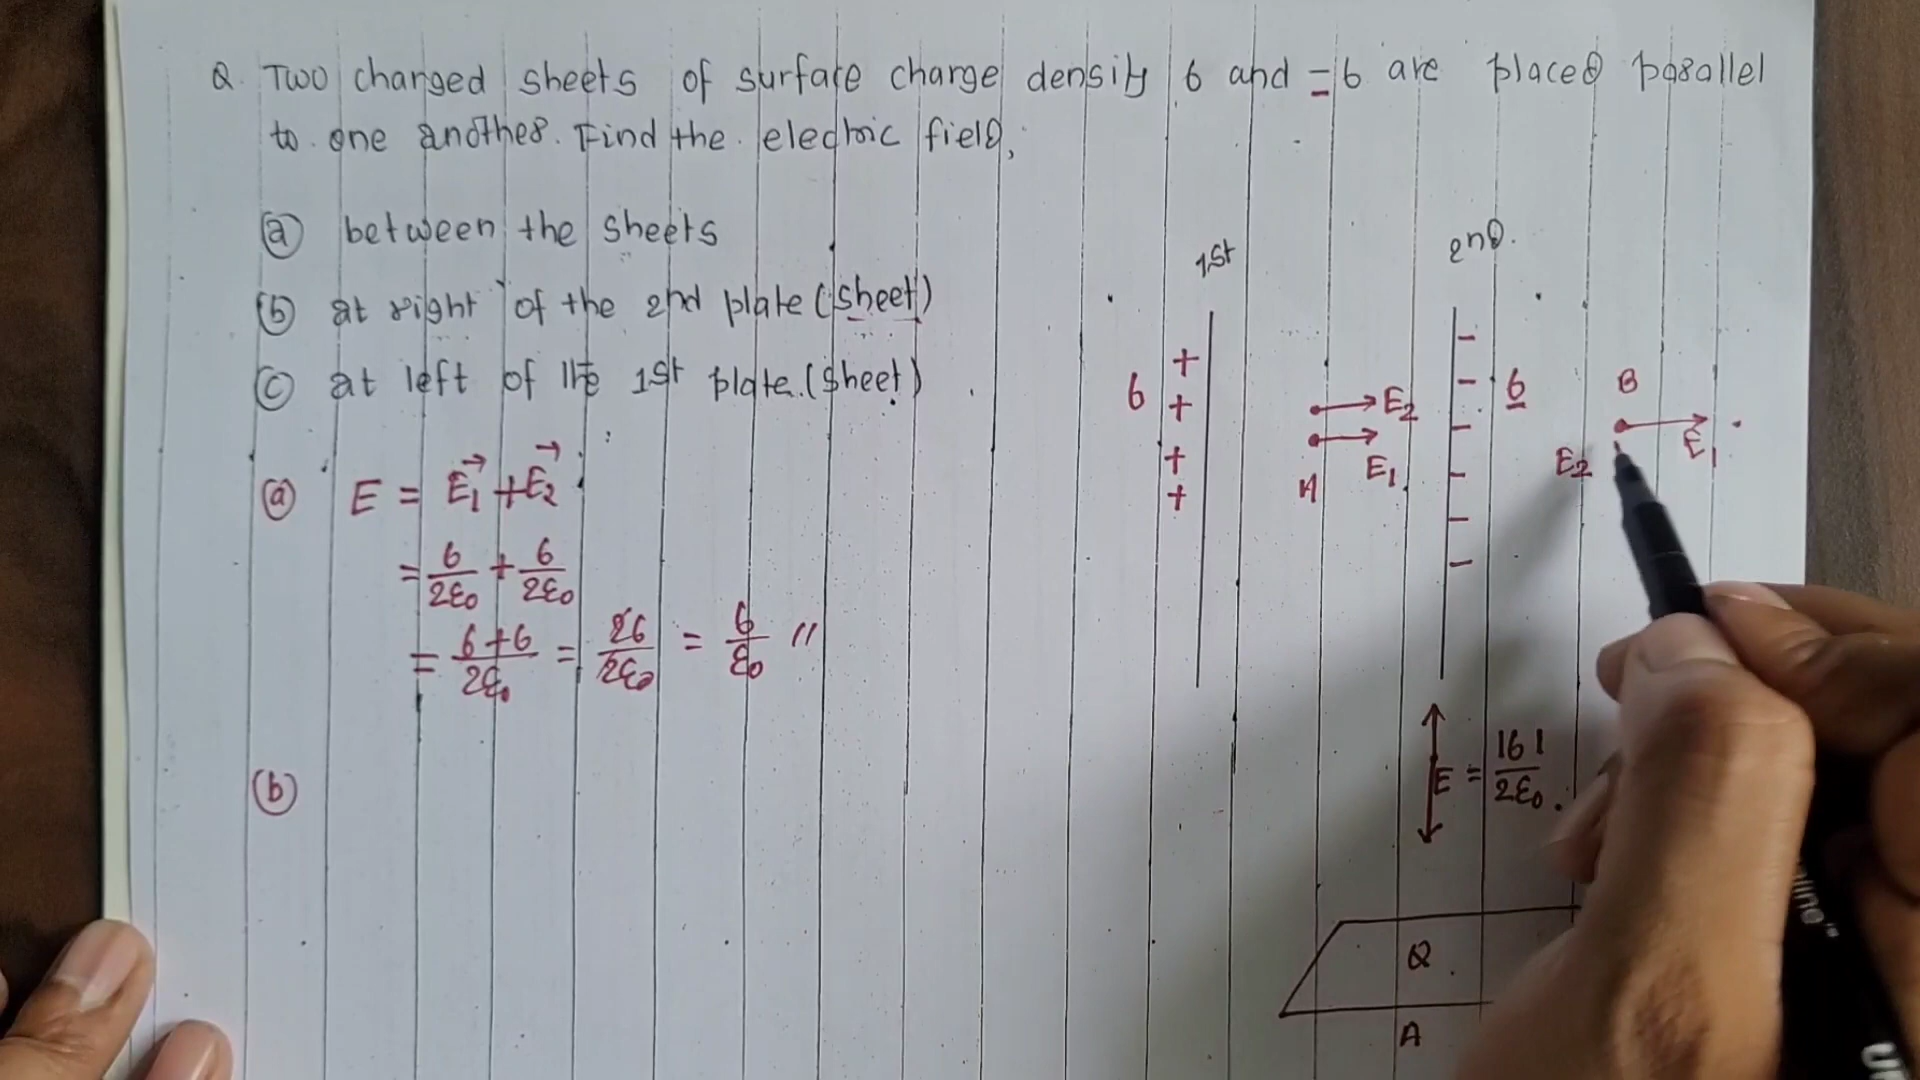 Q. Two charged sheets of surface charge density 6 and -6 are placed parallel
to one another. Find the electric field,
(a) between the sheets
(b) at right of the 2nd plate (sheet)
(c) at left of the 1st plate. (sheet)
1st
2nd.
6
+
+
+
+
E2
E1
A
-
-
-
-
-
-
6
B
E1
E2
(a) E = E1 + E2
= 6/2ε0 + 6/2ε0
= 6+6/2ε0 = 26/2ε0 = 6/ε0 //
E = |6|/2ε0.
(b)
Q
A